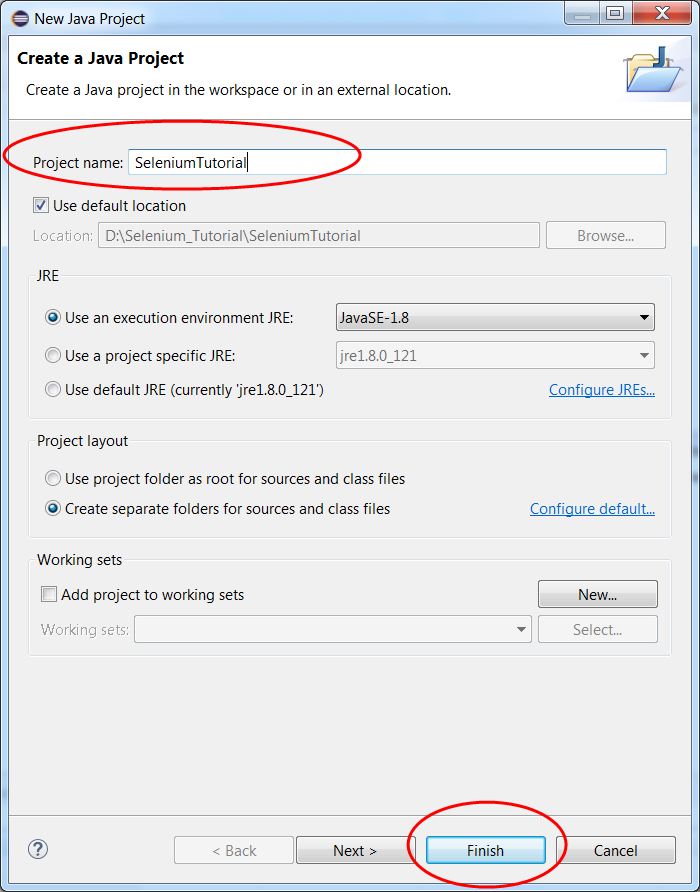 New Java Project
Create a Java Project
Create a Java project in the workspace or in an external location.
Project name: SeleniumTutorial
Use default location
Location: D:\Selenium_Tutorial\SeleniumTutorial Browse...
JRE
Use an execution environment JRE: JavaSE-1.8
Use a project specific JRE: jre1.8.0_121
Use default JRE (currently 'jre1.8.0_121') Configure JREs...
Project layout
Use project folder as root for sources and class files
Create separate folders for sources and class files Configure default...
Working sets
Add project to working sets New...
Working sets: Select...
? < Back Next > Finish Cancel